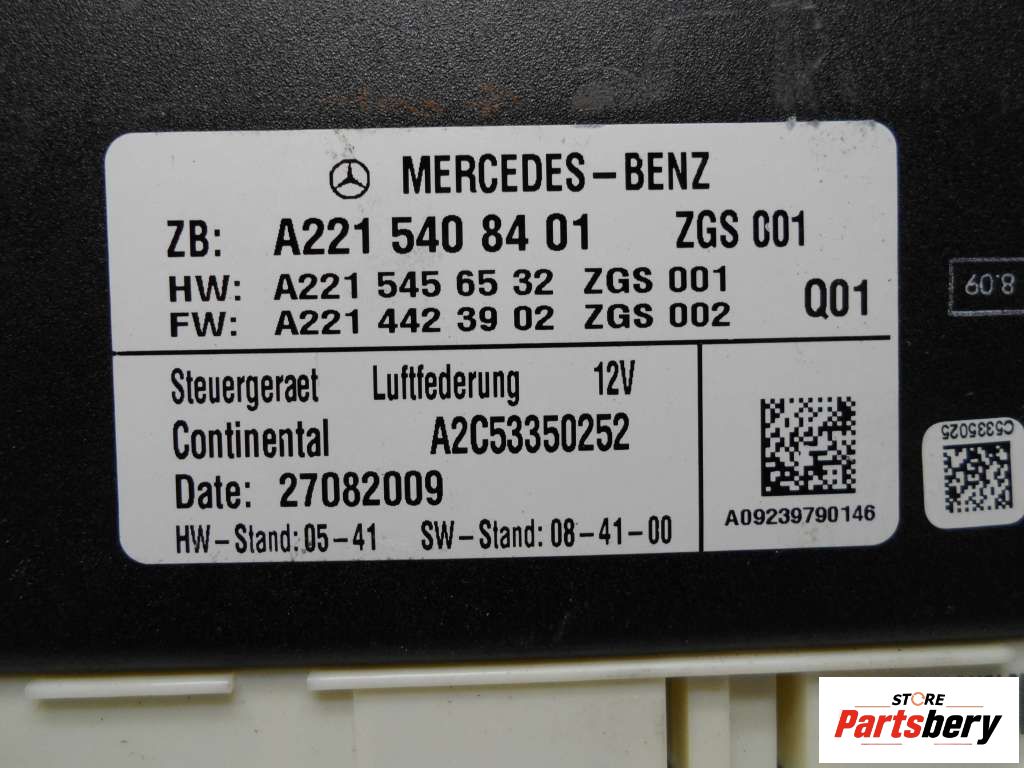 MERCEDES-BENZ
ZB: A221 540 84 01 ZGS 001
HW: A221 545 65 32 ZGS 001
FW: A221 442 39 02 ZGS 002
Q01
Steuergeraet Luftfederung 12V
Continental A2C53350252
Date: 27082009
HW-Stand: 05-41 SW-Stand: 08-41-00
A09239790146
8.09
C5335025
STORE
Partsbery